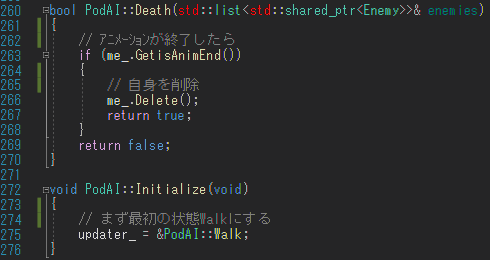 260 bool PodAI::Death(std::list<std::shared_ptr<Enemy>>& enemies)
261 {
262 // ｱﾆﾒｰｼｮﾝが終了したら
263 if (me_.GetisAnimEnd())
264 {
265 // 自身を削除
266 me_.Delete();
267 return true;
268 }
269 return false;
270 }
271
272 void PodAI::Initialize(void)
273 {
274 // まず最初の状態Walkにする
275 updater_ = &PodAI::Walk;
276 }